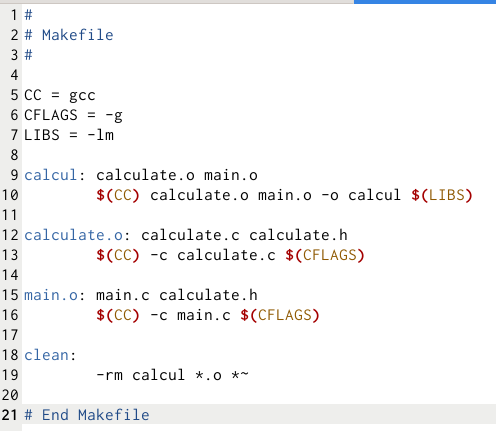 1 #
2 # Makefile
3 #
4
5 CC = gcc
6 CFLAGS = -g
7 LIBS = -lm
8
9 calcul: calculate.o main.o
10         $(CC) calculate.o main.o -o calcul $(LIBS)
11
12 calculate.o: calculate.c calculate.h
13         $(CC) -c calculate.c $(CFLAGS)
14
15 main.o: main.c calculate.h
16         $(CC) -c main.c $(CFLAGS)
17
18 clean:
19         -rm calcul *.o *~
20
21 # End Makefile